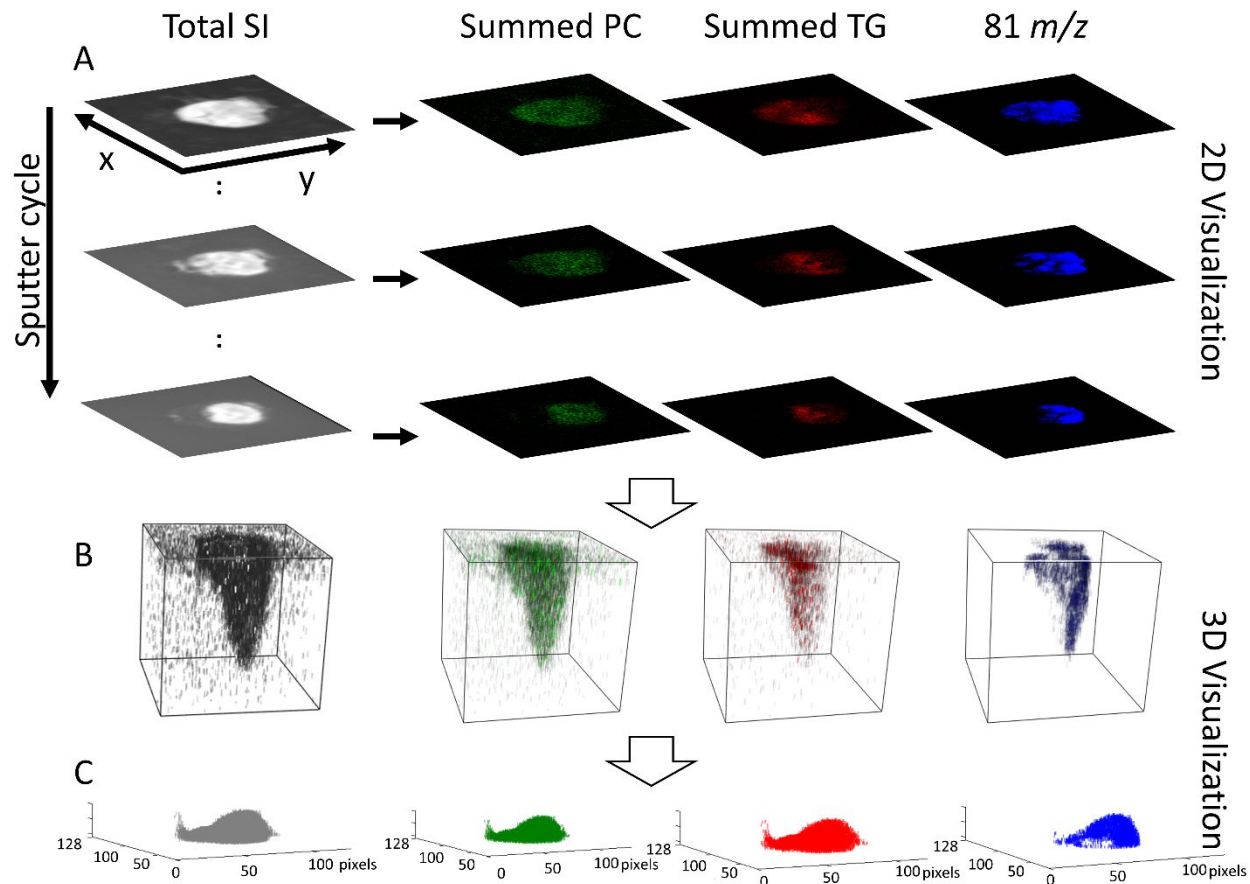 Total SI
Summed PC
Summed TG
81 m/z
A
x
y
:
:
Sputter cycle
2D Visualization
B
3D Visualization
C
128
100
50
0
50
100 pixels
128
100
50
0
50
100 pixels
128
100
50
0
50
100 pixels
128
100
50
0
50
100 pixels